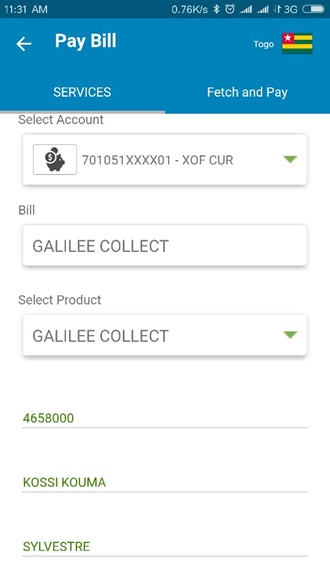 11:31 AM 0.76K/s 3G
Pay Bill
Togo
SERVICES
Fetch and Pay
Select Account
701051XXXX01 - XOF CUR
Bill
GALILEE COLLECT
Select Product
GALILEE COLLECT
4658000
KOSSI KOUMA
SYLVESTRE